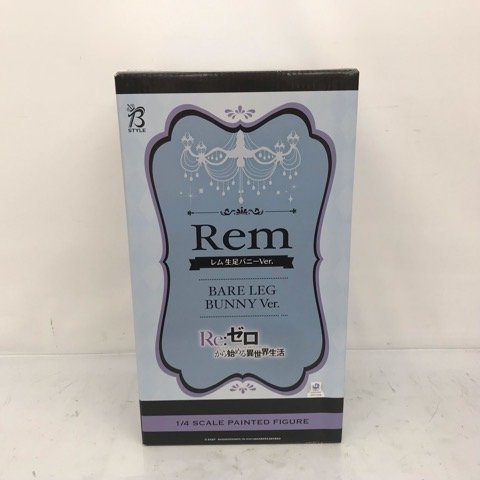 B
STYLE
Rem
レム 生足バニーVer.
BARE LEG
BUNNY Ver.
Re:ゼロ
から始める異世界生活
1/4 SCALE PAINTED FIGURE